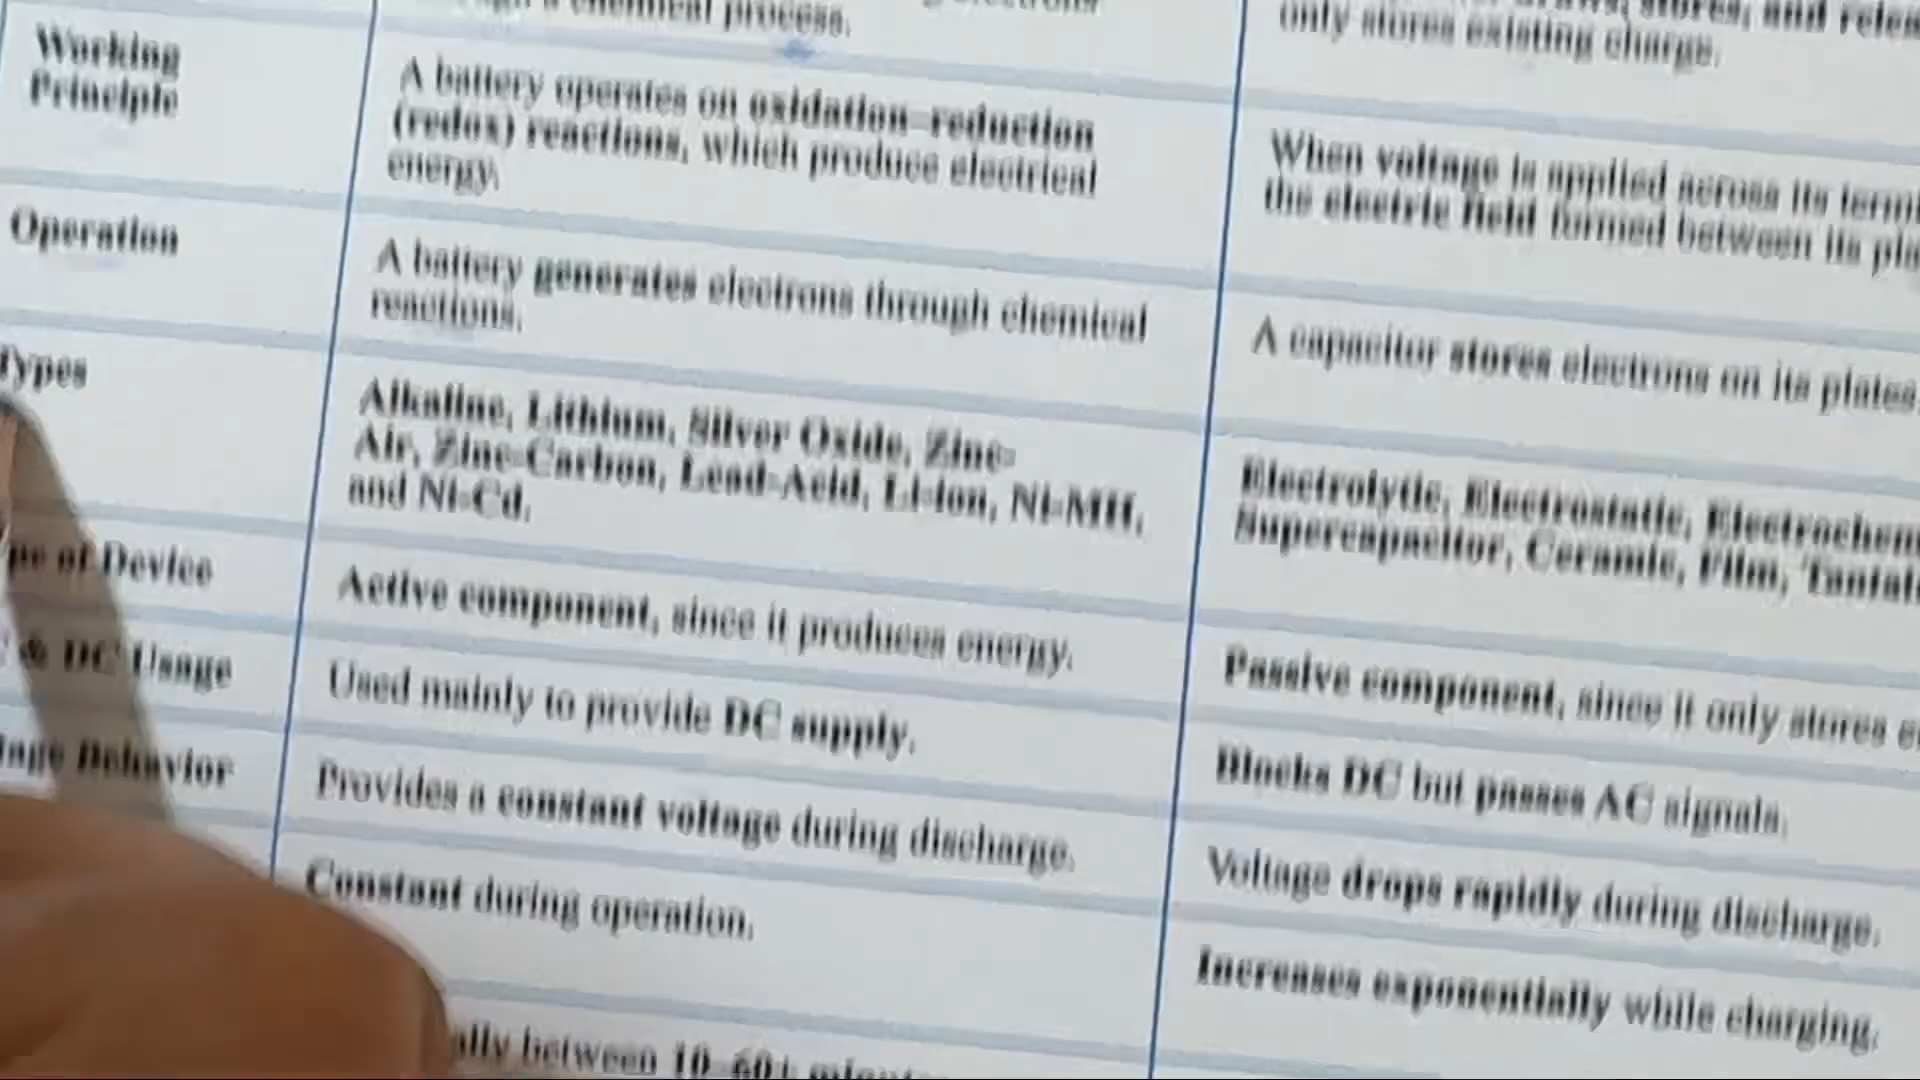 a chemical process.
only stores existing charge.
Working
Principle
A battery operates on oxidation–reduction
(redox) reactions, which produce electrical
energy.
When voltage is applied across its
the electric field formed between its
Operation
A battery generates electrons through chemical
reactions.
A capacitor stores electrons on its plates.
Types
Alkaline, Lithium, Silver Oxide, Zinc-
Air, Zinc-Carbon, Lead-Acid, Li-Ion, Ni-MH,
and Ni-Cd.
Electrolytic, Electrostatic,
Supercapacitor, Ceramic, Film,
of Device
Active component, since it produces energy.
Passive component, since it only stores
& DC Usage
Used mainly to provide DC supply.
Blocks DC but passes AC signals.
Behavior
Provides a constant voltage during discharge.
Voltage drops rapidly during discharge.
Constant during operation.
Increases exponentially while charging.
between 10–60+